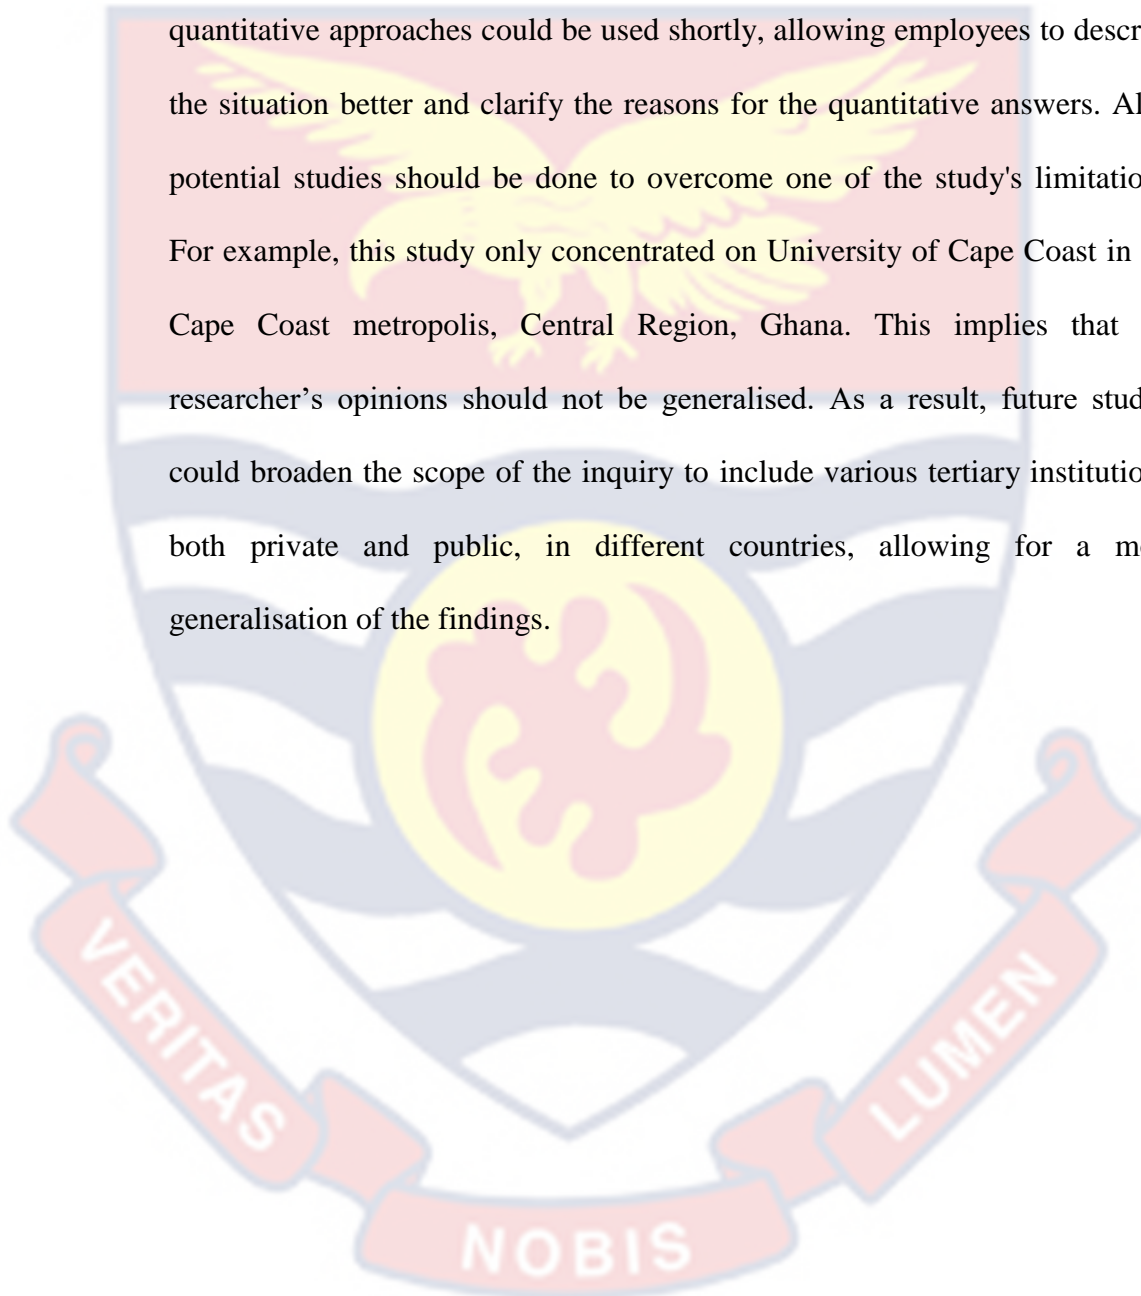 quantitative approaches could be used shortly, allowing employees to descr
the situation better and clarify the reasons for the quantitative answers. Al
potential studies should be done to overcome one of the study's limitatio
For example, this study only concentrated on University of Cape Coast in
Cape Coast metropolis, Central Region, Ghana. This implies that
researcher’s opinions should not be generalised. As a result, future stud
could broaden the scope of the inquiry to include various tertiary institutio
both private and public, in different countries, allowing for a m
generalisation of the findings.
VERITAS
NOBIS
LUMEN